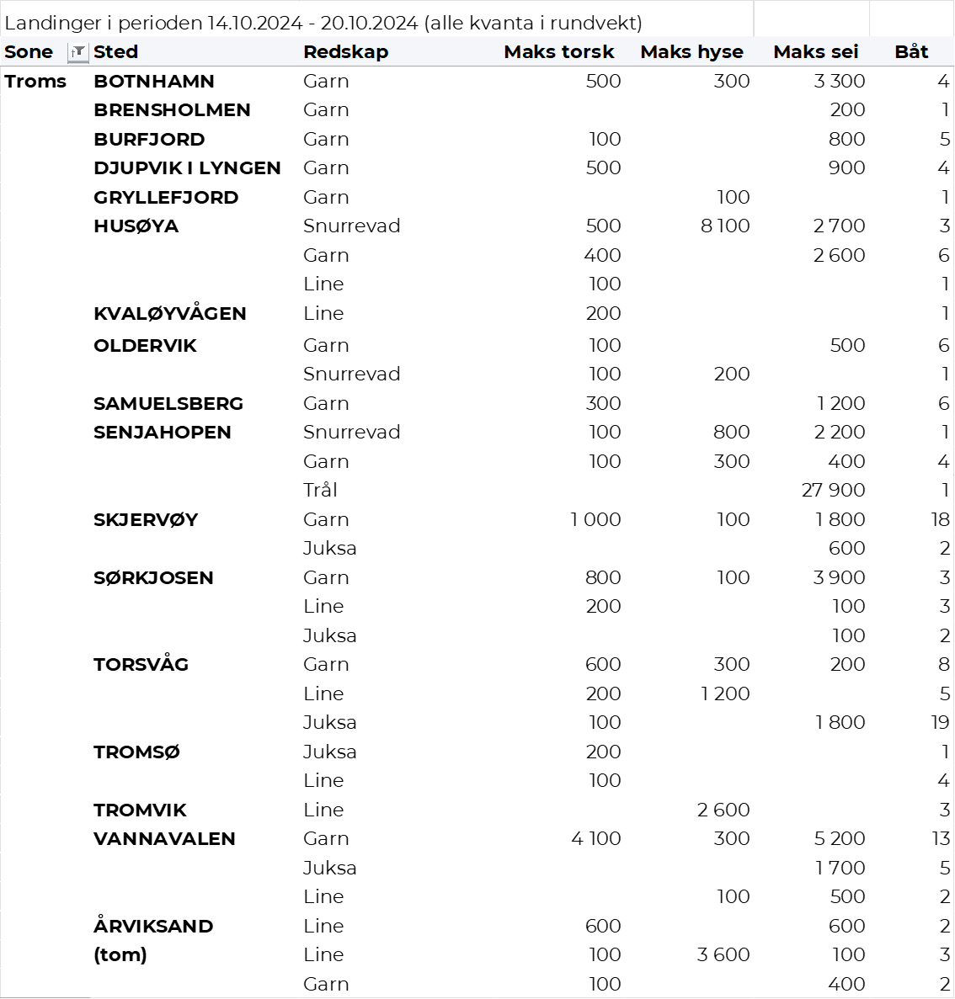 Landinger i perioden 14.10.2024 - 20.10.2024 (alle kvanta i rundvekt)
Sone Sted Redskap Maks torsk Maks hyse Maks sei Båt
Troms BOTNHAMN Garn 500 300 3 300 4
BRENSHOLMEN Garn 200 1
BURFJORD Garn 100 800 5
DJUPVIK I LYNGEN Garn 500 900 4
GRYLLEFJORD Garn 100 1
HUSØYA Snurrevad 500 8 100 2 700 3
Garn 400 2 600 6
Line 100 1
KVALØYVÅGEN Line 200 1
OLDERVIK Garn 100 500 6
Snurrevad 100 200 1
SAMUELSBERG Garn 300 1 200 6
SENJAHOPEN Snurrevad 100 800 2 200 1
Garn 100 300 400 4
Trål 27 900 1
SKJERVØY Garn 1 000 100 1 800 18
Juksa 600 2
SØRKJOSEN Garn 800 100 3 900 3
Line 200 100 3
Juksa 100 2
TORSVÅG Garn 600 300 200 8
Line 200 1 200 5
Juksa 100 1 800 19
TROMSØ Juksa 200 1
Line 100 4
TROMVIK Line 2 600 3
VANNAVALEN Garn 4 100 300 5 200 13
Juksa 1 700 5
Line 100 500 2
ÅRVIKSAND Line 600 600 2
(tom) Line 100 3 600 100 3
Garn 100 400 2